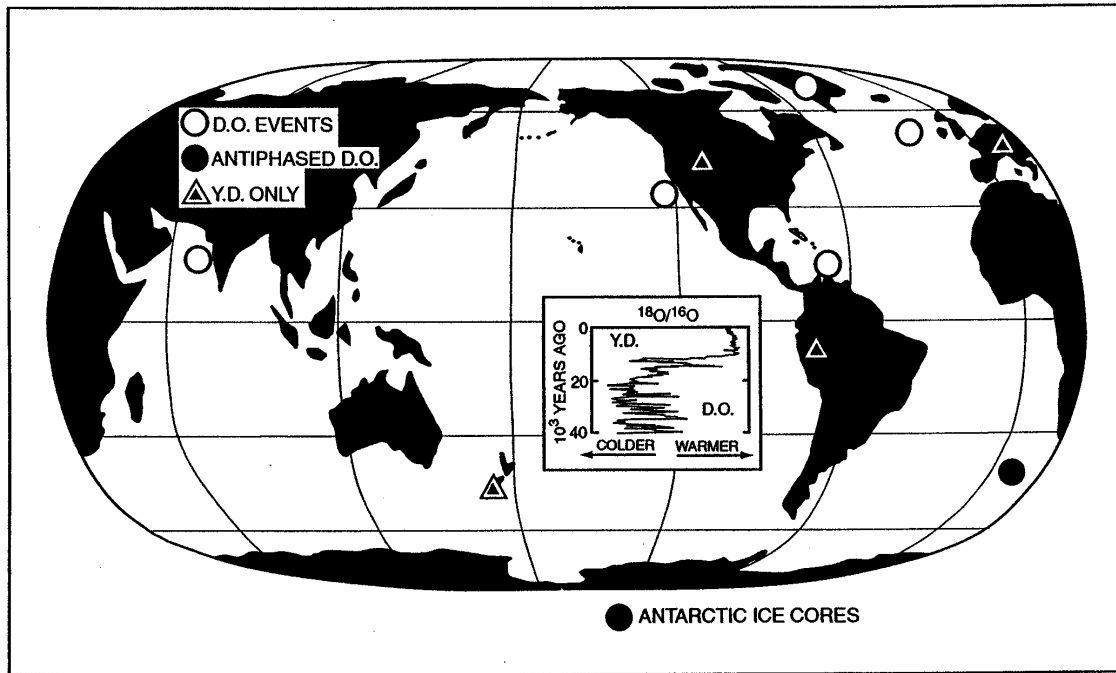 D.O. EVENTS
ANTIPHASED D.O.
Y.D. ONLY
¹⁸O/¹⁶O
10³ YEARS AGO
0
20
40
Y.D.
D.O.
COLDER
WARMER
ANTARCTIC ICE CORES